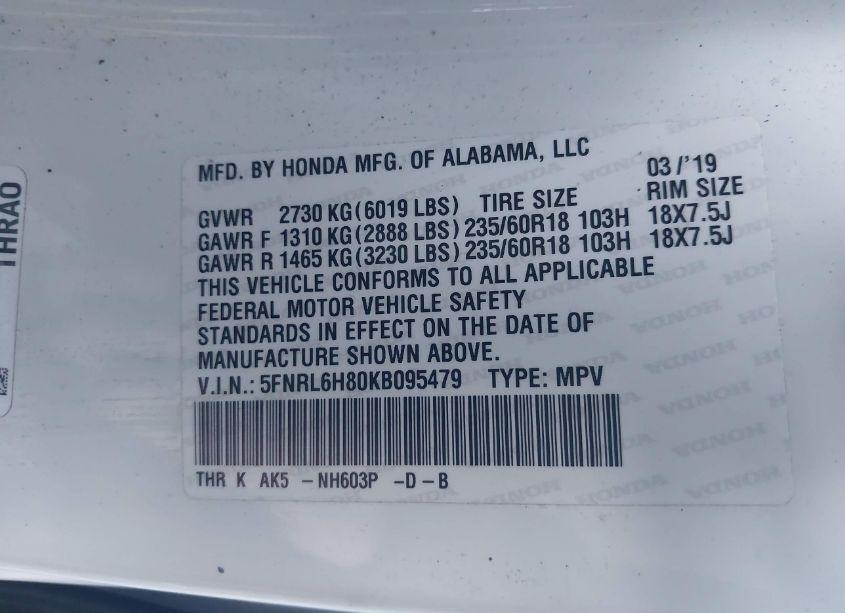 MFD. BY HONDA MFG. OF ALABAMA, LLC 03/'19
GVWR 2730 KG(6019 LBS) TIRE SIZE RIM SIZE
GAWR F 1310 KG(2888 LBS) 235/60R18 103H 18X7.5J
GAWR R 1465 KG(3230 LBS) 235/60R18 103H 18X7.5J
THIS VEHICLE CONFORMS TO ALL APPLICABLE
FEDERAL MOTOR VEHICLE SAFETY
STANDARDS IN EFFECT ON THE DATE OF
MANUFACTURE SHOWN ABOVE.
V.I.N.: 5FNRL6H80KB095479 TYPE: MPV
THR K AK5 -NH603P -D-B
THRA0